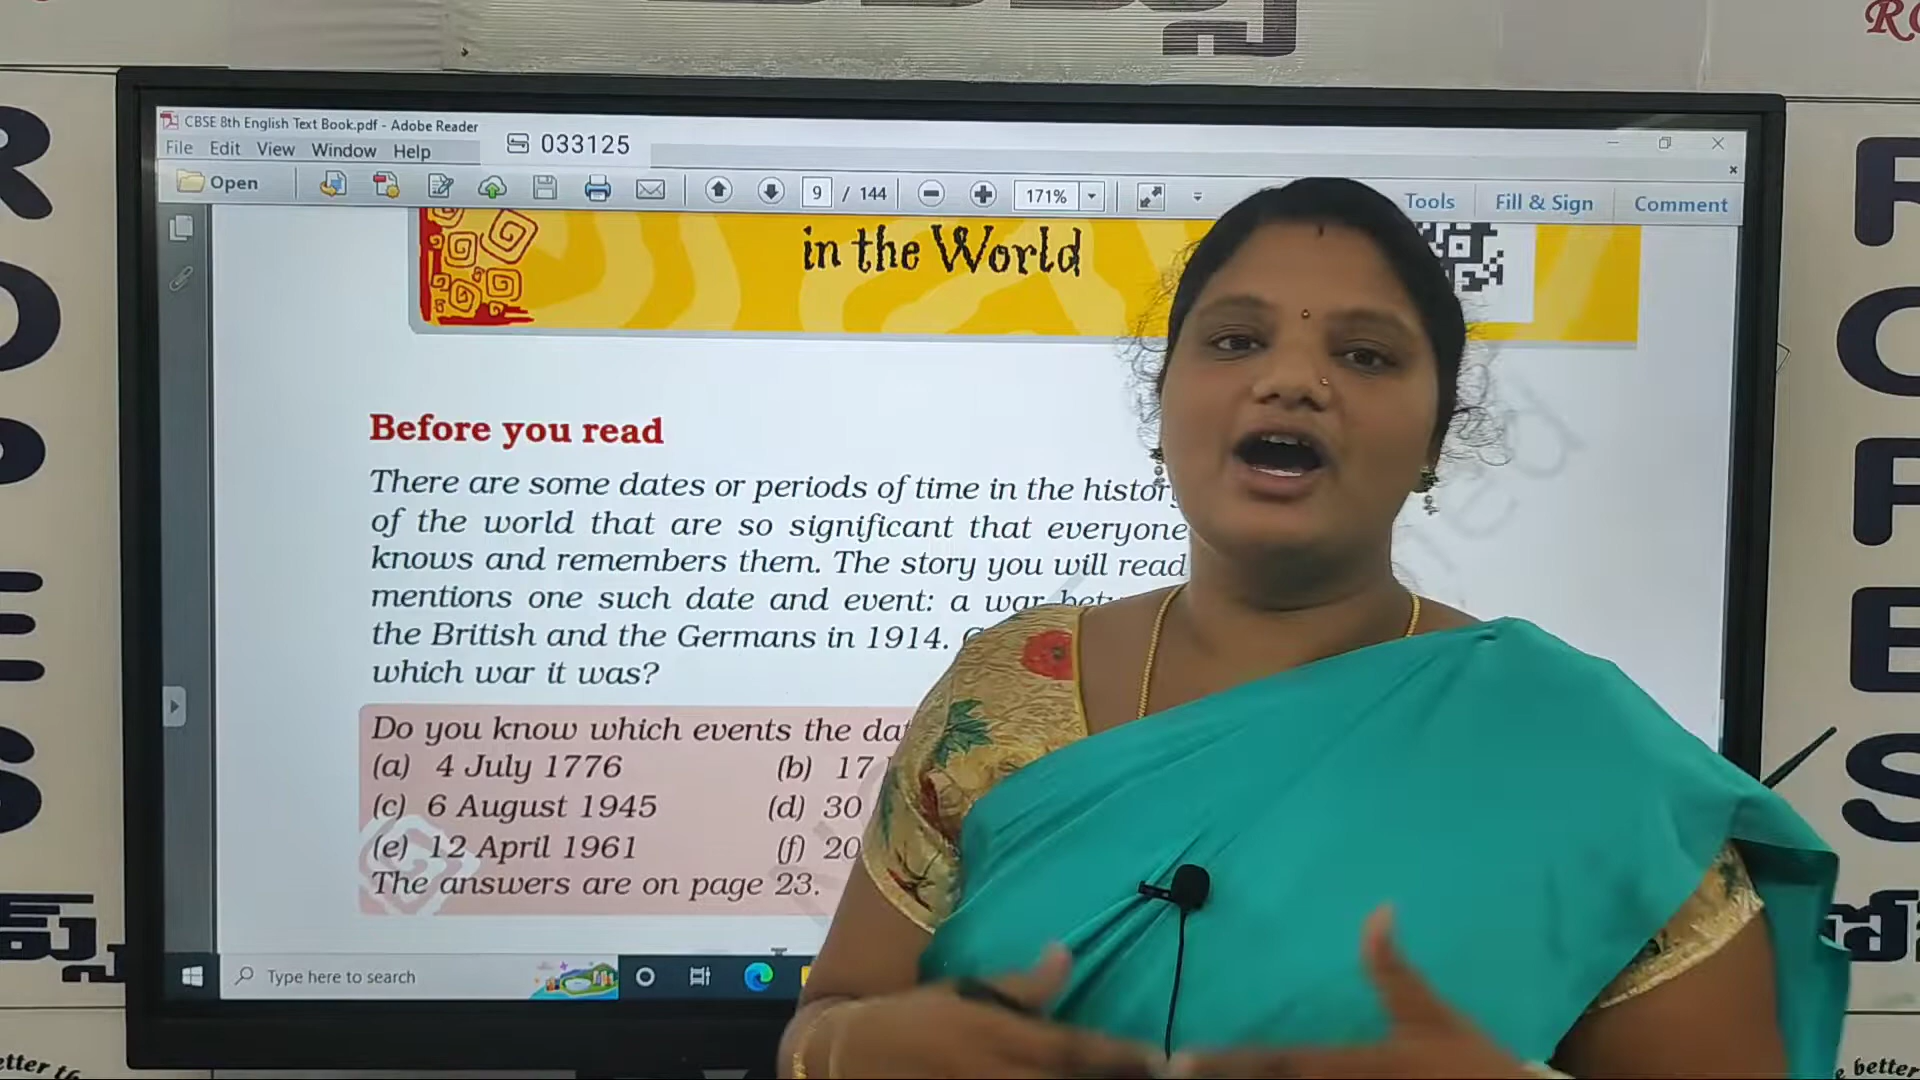 CBSE 8th English Text Book.pdf - Adobe Reader
File Edit View Window Help
033125
Open 9 / 144 171% Tools Fill & Sign Comment
in the World
Before you read
There are some dates or periods of time in the history
of the world that are so significant that everyone
knows and remembers them. The story you will read
mentions one such date and event: a war
the British and the Germans in 1914.
which war it was?
Do you know which events the
(a) 4 July 1776 (b) 17
(c) 6 August 1945 (d) 30
(e) 12 April 1961 (f) 20
The answers are on page 23.
Type here to search
R
O
P
E
S
R
O
P
E
S
better